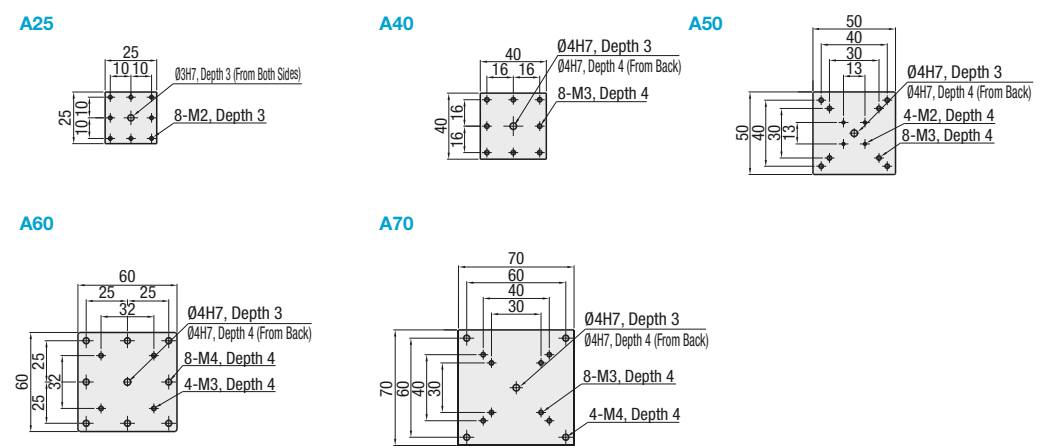 A25
25
10 10
Ø3H7, Depth 3 (From Both Sides)
25
10
10
8-M2, Depth 3
A40
40
16 16
Ø4H7, Depth 3
Ø4H7, Depth 4 (From Back)
40
16
16
8-M3, Depth 4
A50
50
40
30
13
Ø4H7, Depth 3
Ø4H7, Depth 4 (From Back)
50
40
30
13
4-M2, Depth 4
8-M3, Depth 4
A60
60
25 25
32
Ø4H7, Depth 3
Ø4H7, Depth 4 (From Back)
60
25
32
25
8-M4, Depth 4
4-M3, Depth 4
A70
70
60
40
30
Ø4H7, Depth 3
Ø4H7, Depth 4 (From Back)
70
60
40
30
8-M3, Depth 4
4-M4, Depth 4